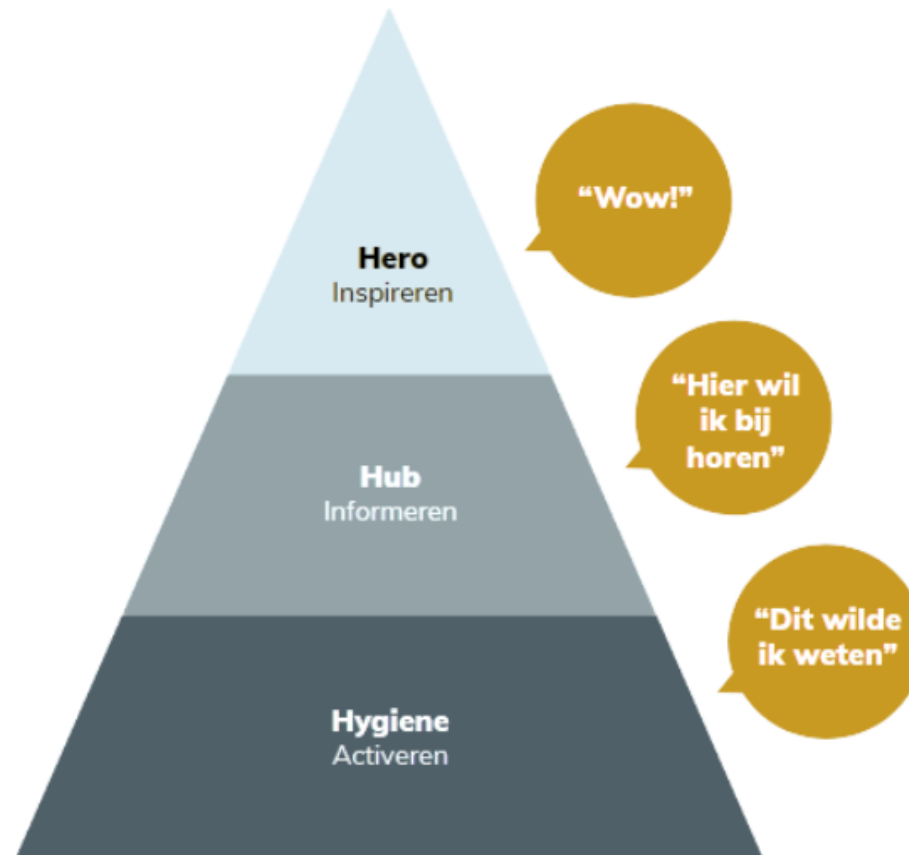 “Wow!”
Hero
Inspireren
“Hier wil
ik bij
horen”
Hub
Informeren
“Dit wilde
ik weten”
Hygiene
Activeren